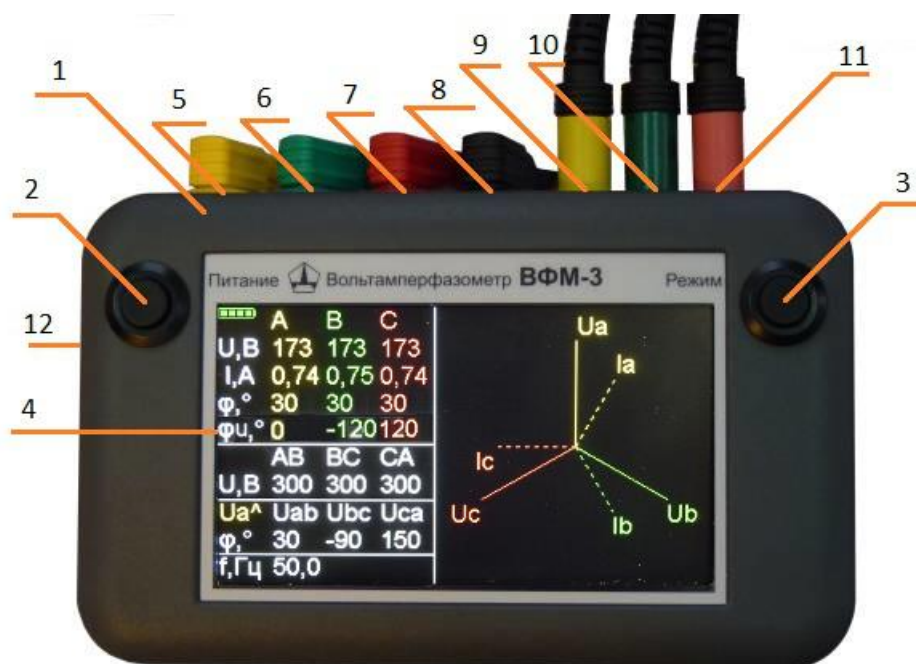 9
10
11
1
5
6
7
8
2
3
Питание Вольтамперфазометр ВФМ-3 Режим
12
4
A B C
U,В 173 173 173
I,А 0,74 0,75 0,74
φ,° 30 30 30
φu,° 0 -120 120
AB BC CA
U,В 300 300 300
Ua^ Uab Ubc Uca
φ,° 30 -90 150
f,Гц 50,0
Ua
Ia
Ic
Uc
Ib
Ub